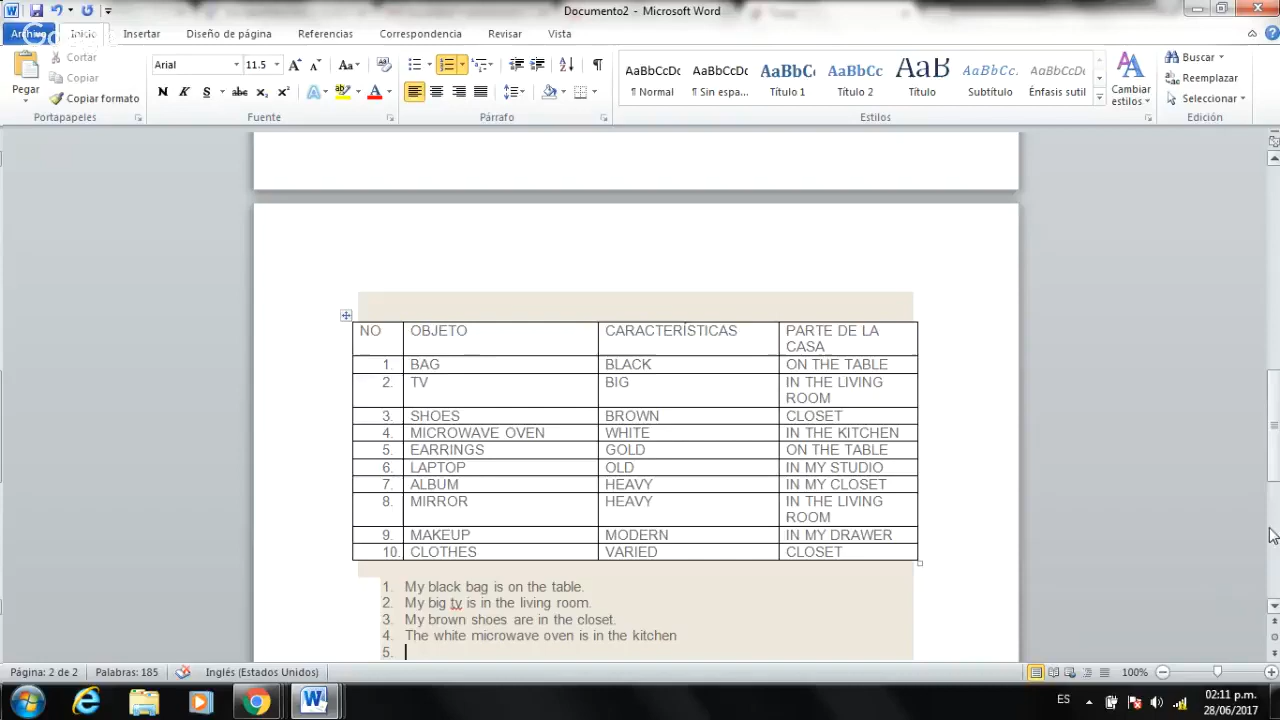 Documento2 - Microsoft Word
Archivo Inicio Insertar Diseño de página Referencias Correspondencia Revisar Vista
Google
Pegar
Cortar
Copiar
Copiar formato
Portapapeles
Arial 11.5
Fuente
Párrafo
AaBbCcDc AaBbCcDc AaBbC AaBbCc AaB AaBbCc. AaBbCcDc
¶ Normal ¶ Sin espa... Título 1 Título 2 Título Subtítulo Énfasis sutil
Estilos
Cambiar estilos
Buscar
Reemplazar
Seleccionar
Edición
NO OBJETO CARACTERÍSTICAS PARTE DE LA CASA
1. BAG BLACK ON THE TABLE
2. TV BIG IN THE LIVING ROOM
3. SHOES BROWN CLOSET
4. MICROWAVE OVEN WHITE IN THE KITCHEN
5. EARRINGS GOLD ON THE TABLE
6. LAPTOP OLD IN MY STUDIO
7. ALBUM HEAVY IN MY CLOSET
8. MIRROR HEAVY IN THE LIVING ROOM
9. MAKEUP MODERN IN MY DRAWER
10. CLOTHES VARIED CLOSET
1. My black bag is on the table.
2. My big tv is in the living room.
3. My brown shoes are in the closet.
4. The white microwave oven is in the kitchen
5.
Página: 2 de 2 Palabras: 185 Inglés (Estados Unidos) 100%
ES 02:11 p.m.
28/06/2017